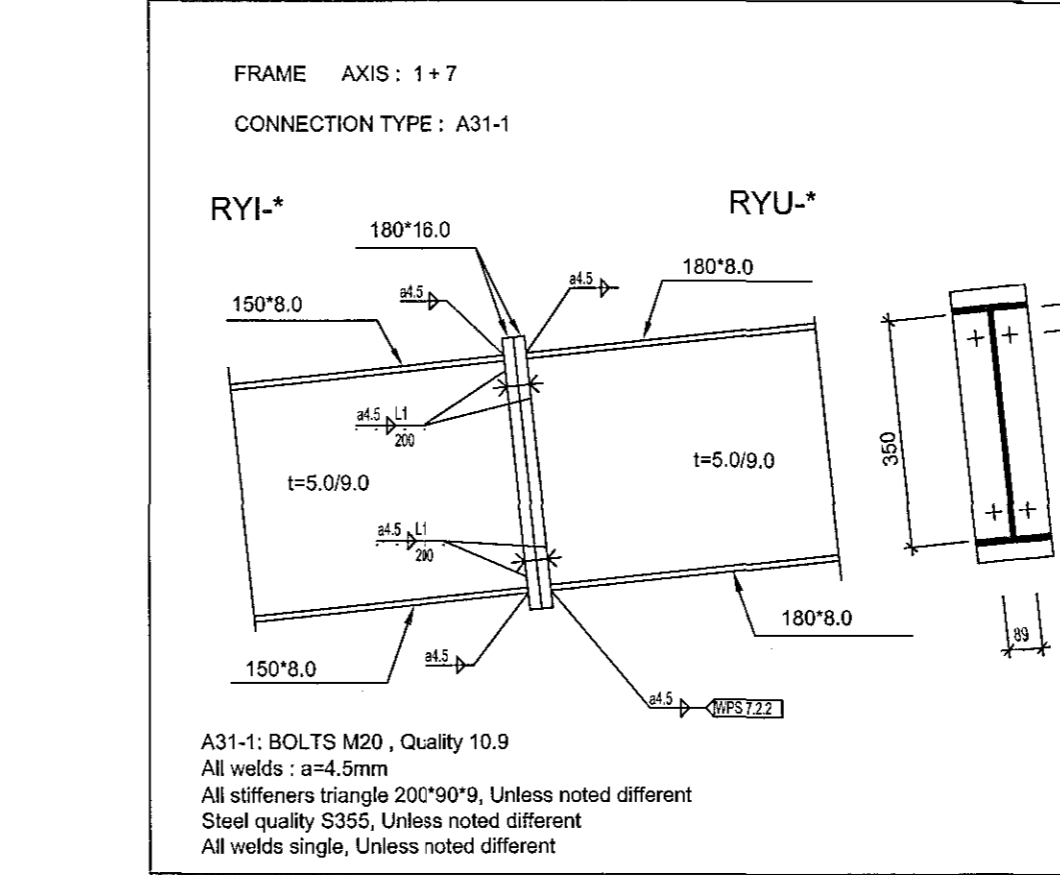 FRAME AXIS : 1 + 7
CONNECTION TYPE : A31-1
RYI-*
RYU-*
180*16.0
180*8.0
a4.5
a4.5
150*8.0
a4.5 L1
200
t=5.0/9.0
t=5.0/9.0
350
a4.5 L1
200
180*8.0
89
a4.5
150*8.0
a4.5
WPS 7.2.2
A31-1: BOLTS M20 , Quality 10.9
All welds : a=4.5mm
All stiffeners triangle 200*90*9, Unless noted different
Steel quality S355, Unless noted different
All welds single, Unless noted different